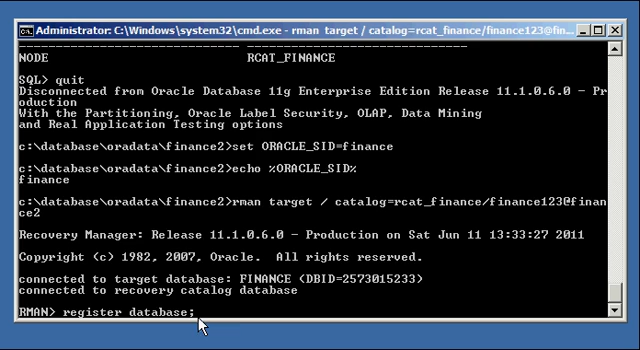 Administrator: C:\Windows\system32\cmd.exe - rman target / catalog=rcat_finance/finance123@fin...
NODE RCAT_FINANCE
SQL> quit
Disconnected from Oracle Database 11g Enterprise Edition Release 11.1.0.6.0 - Pr
oduction
With the Partitioning, Oracle Label Security, OLAP, Data Mining
and Real Application Testing options
c:\database\oradata\finance2>set ORACLE_SID=finance
c:\database\oradata\finance2>echo %ORACLE_SID%
finance
c:\database\oradata\finance2>rman target / catalog=rcat_finance/finance123@finan
ce2
Recovery Manager: Release 11.1.0.6.0 - Production on Sat Jun 11 13:33:27 2011
Copyright (c) 1982, 2007, Oracle.  All rights reserved.
connected to target database: FINANCE (DBID=2573015233)
connected to recovery catalog database
RMAN> register database;